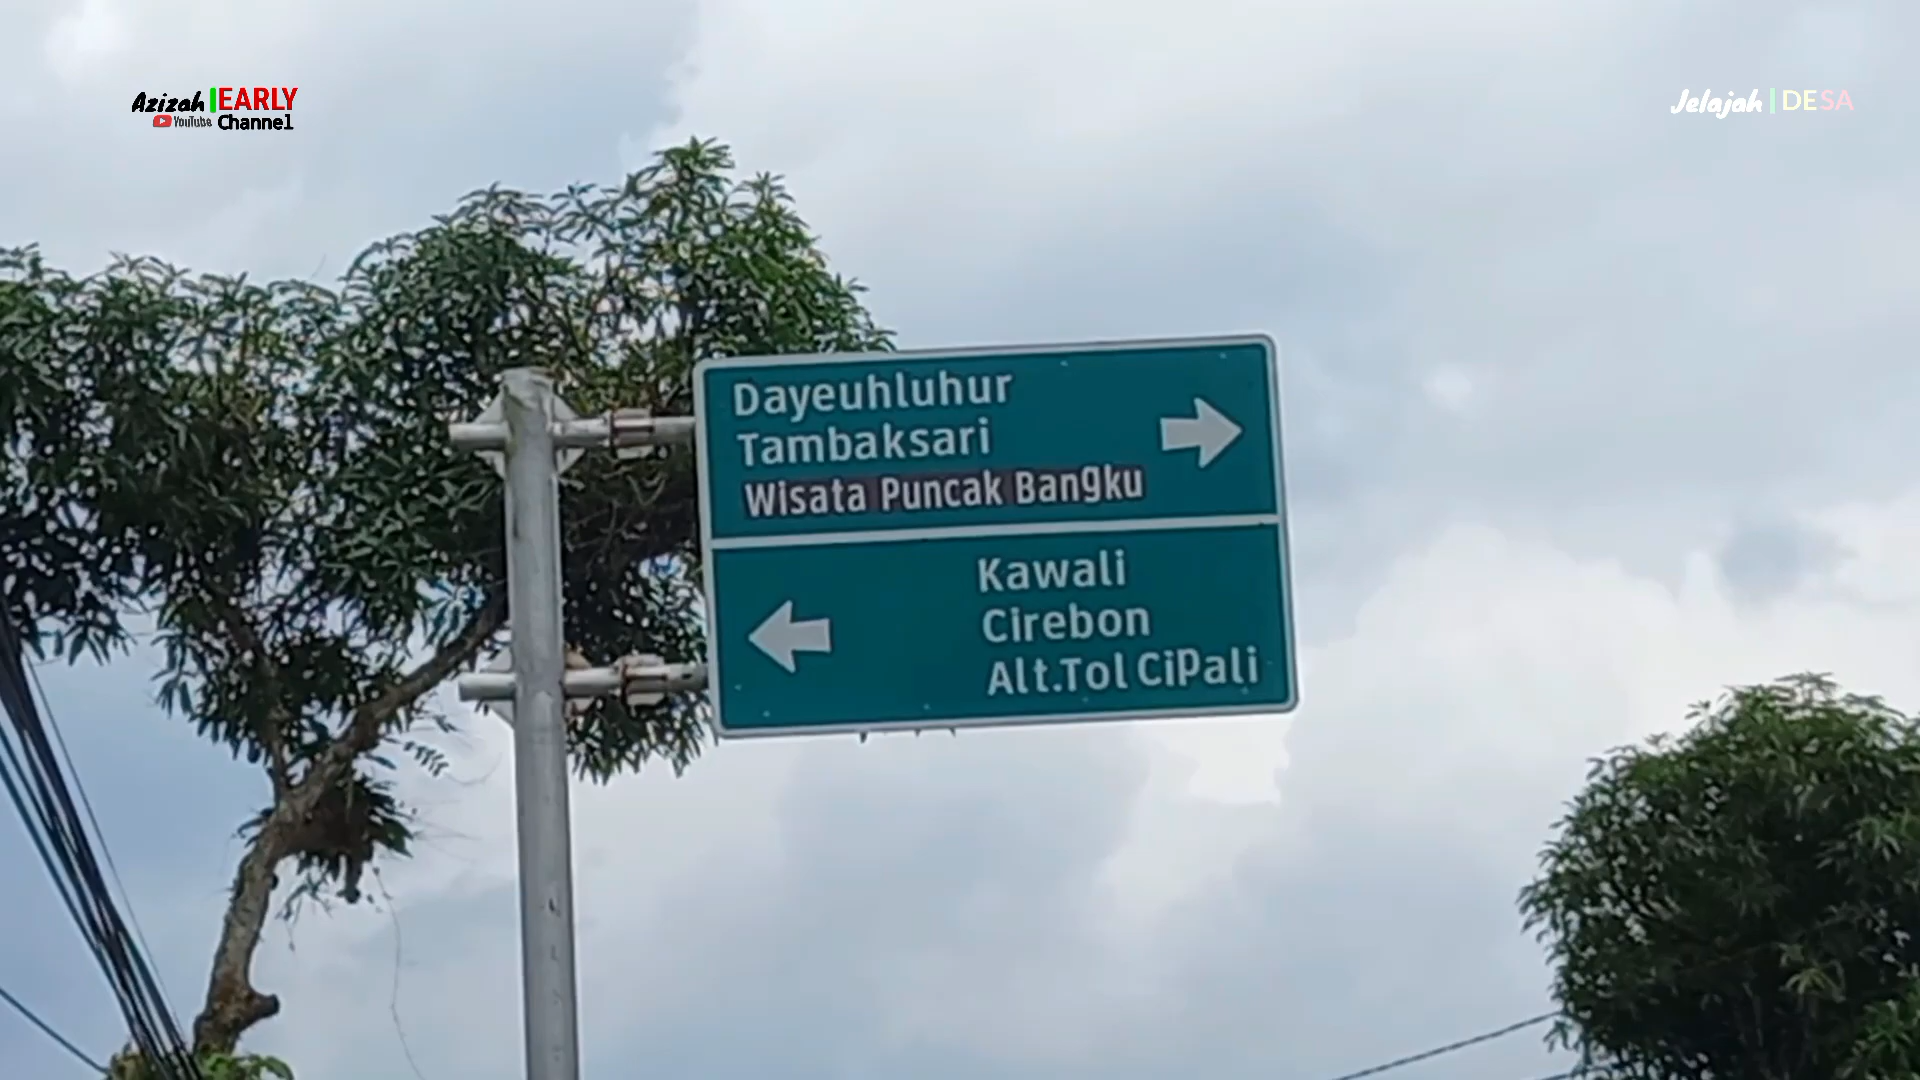 Azizah EARLY
YouTube Channel
Jelajah DESA
Dayeuhluhur
Tambaksari
Wisata Puncak Bangku
Kawali
Cirebon
Alt.Tol CiPali